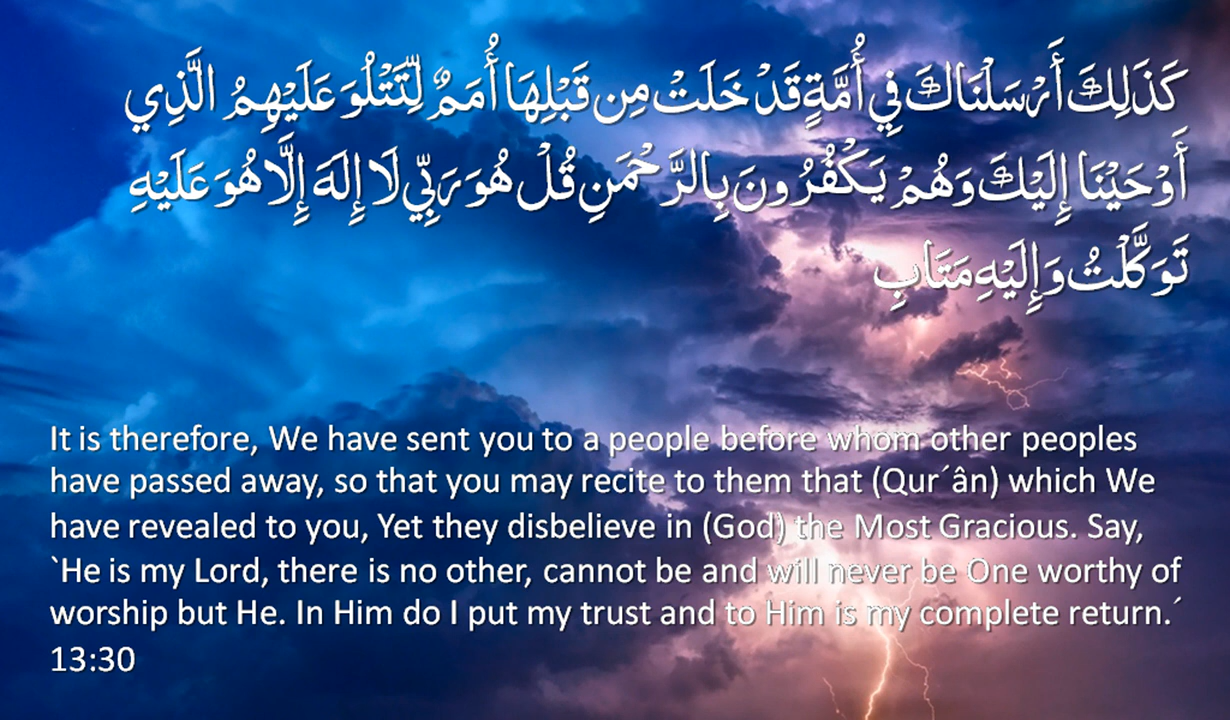 كَذَلِكَ أَرْسَلْنَاكَ فِي أُمَّةٍ قَدْ خَلَتْ مِن قَبْلِهَا أُمَمٌ لِّتَتْلُوَ عَلَيْهِمُ الَّذِي
أَوْحَيْنَا إِلَيْكَ وَهُمْ يَكْفُرُونَ بِالرَّحْمَنِ قُلْ هُوَ رَبِّي لَا إِلَهَ إِلَّا هُوَ عَلَيْهِ
تَوَكَّلْتُ وَإِلَيْهِ مَتَابِ
It is therefore, We have sent you to a people before whom other peoples
have passed away, so that you may recite to them that (Qur´ân) which We
have revealed to you, Yet they disbelieve in (God) the Most Gracious. Say,
`He is my Lord, there is no other, cannot be and will never be One worthy of
worship but He. In Him do I put my trust and to Him is my complete return.´
13:30